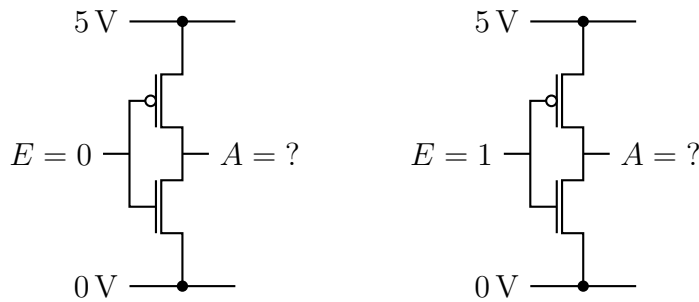 5 V
5 V
E = 0
A = ?
E = 1
A = ?
0 V
0 V